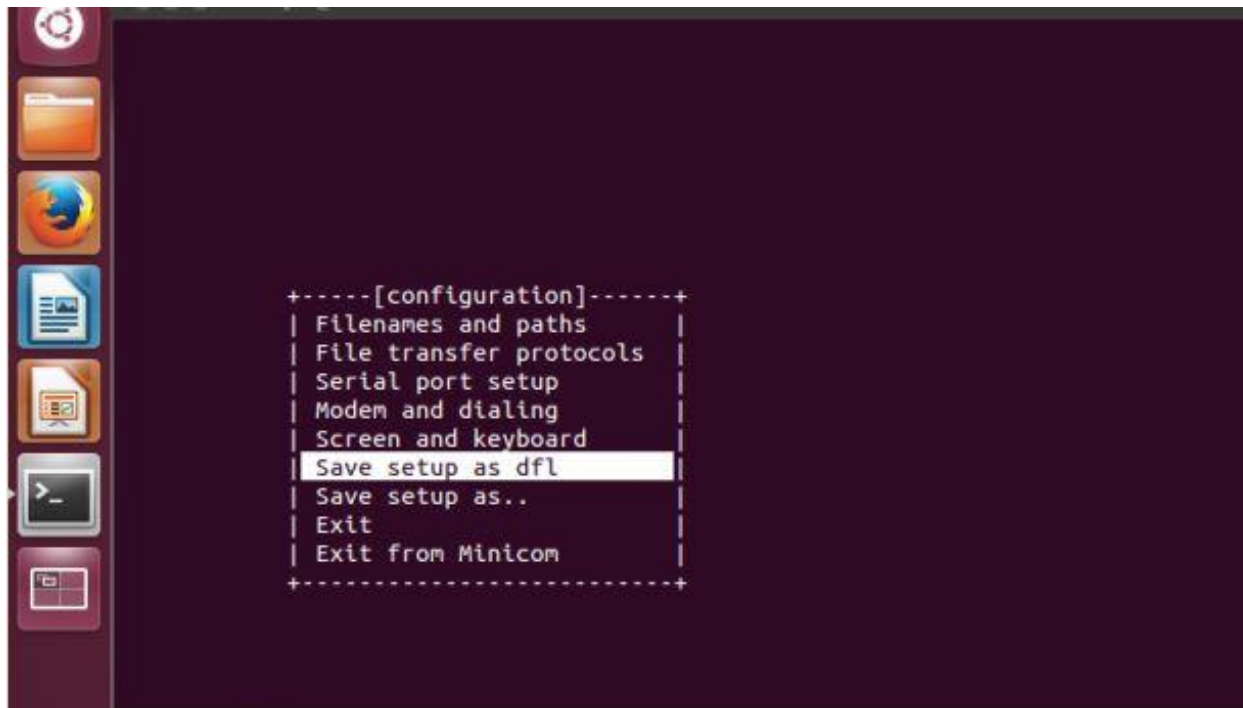 +-----[configuration]------+
| Filenames and paths |
| File transfer protocols |
| Serial port setup |
| Modem and dialing |
| Screen and keyboard |
| Save setup as dfl |
| Save setup as.. |
| Exit |
| Exit from Minicom |
+--------------------------+